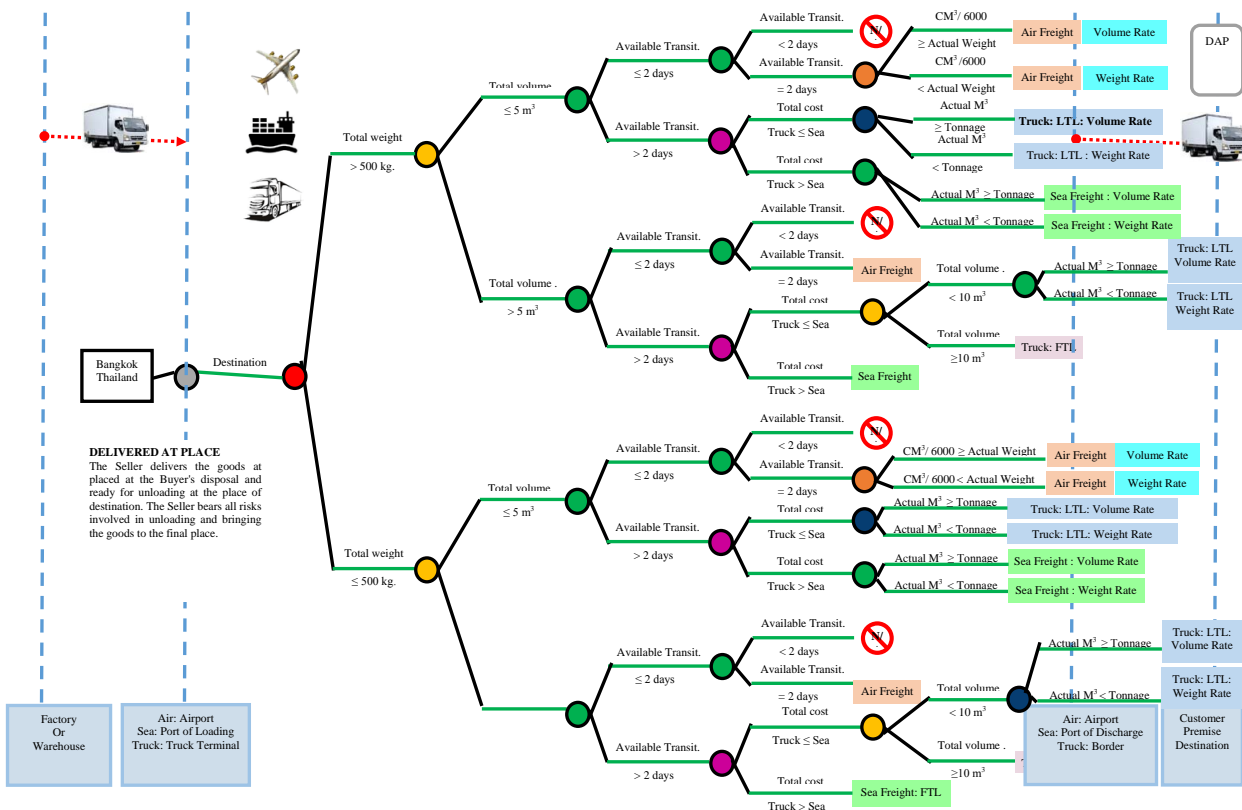 Available Transit.
< 2 days
N/
CM³/ 6000
≥ Actual Weight
Air Freight
Volume Rate
DAP
Available Transit.
≤ 2 days
Available Transit.
= 2 days
CM³/6000
< Actual Weight
Air Freight
Weight Rate
Total volume
≤ 5 m³
Total cost
Truck ≤ Sea
Actual M³
≥ Tonnage
Truck: LTL: Volume Rate
Total weight
> 500 kg.
Available Transit.
> 2 days
Actual M³
< Tonnage
Truck: LTL : Weight Rate
Total cost
Truck > Sea
Actual M³ ≥ Tonnage
Sea Freight : Volume Rate
Actual M³ < Tonnage
Sea Freight : Weight Rate
Available Transit.
< 2 days
N/
Available Transit.
≤ 2 days
Available Transit.
= 2 days
Air Freight
Total volume .
< 10 m³
Actual M³ ≥ Tonnage
Truck: LTL
Volume Rate
Total volume .
> 5 m³
Total cost
Truck ≤ Sea
Actual M³ < Tonnage
Truck: LTL
Weight Rate
Available Transit.
> 2 days
Total volume
≥10 m³
Truck: FTL
Total cost
Truck > Sea
Sea Freight
Bangkok
Thailand
Destination
DELIVERED AT PLACE
The Seller delivers the goods at
placed at the Buyer's disposal and
ready for unloading at the place of
destination. The Seller bears all risks
involved in unloading and bringing
the goods to the final place.
Available Transit.
< 2 days
N/
Available Transit.
≤ 2 days
Available Transit.
= 2 days
CM³/ 6000 ≥ Actual Weight
Air Freight
Volume Rate
CM³/ 6000 < Actual Weight
Air Freight
Weight Rate
Total volume
≤ 5 m³
Total cost
Truck ≤ Sea
Actual M³ ≥ Tonnage
Truck: LTL: Volume Rate
Actual M³ < Tonnage
Truck: LTL: Weight Rate
Total weight
≤ 500 kg.
Available Transit.
> 2 days
Total cost
Truck > Sea
Actual M³ ≥ Tonnage
Sea Freight : Volume Rate
Actual M³ < Tonnage
Sea Freight : Weight Rate
Available Transit.
< 2 days
N/
Available Transit.
≤ 2 days
Available Transit.
= 2 days
Air Freight
Total volume
< 10 m³
Actual M³ ≥ Tonnage
Truck: LTL:
Volume Rate
Actual M³ < Tonnage
Truck: LTL:
Weight Rate
Available Transit.
> 2 days
Total cost
Truck ≤ Sea
Total volume .
≥10 m³
Total cost
Truck > Sea
Sea Freight: FTL
Factory
Or
Warehouse
Air: Airport
Sea: Port of Loading
Truck: Truck Terminal
Air: Airport
Sea: Port of Discharge
Truck: Border
Customer
Premise
Destination